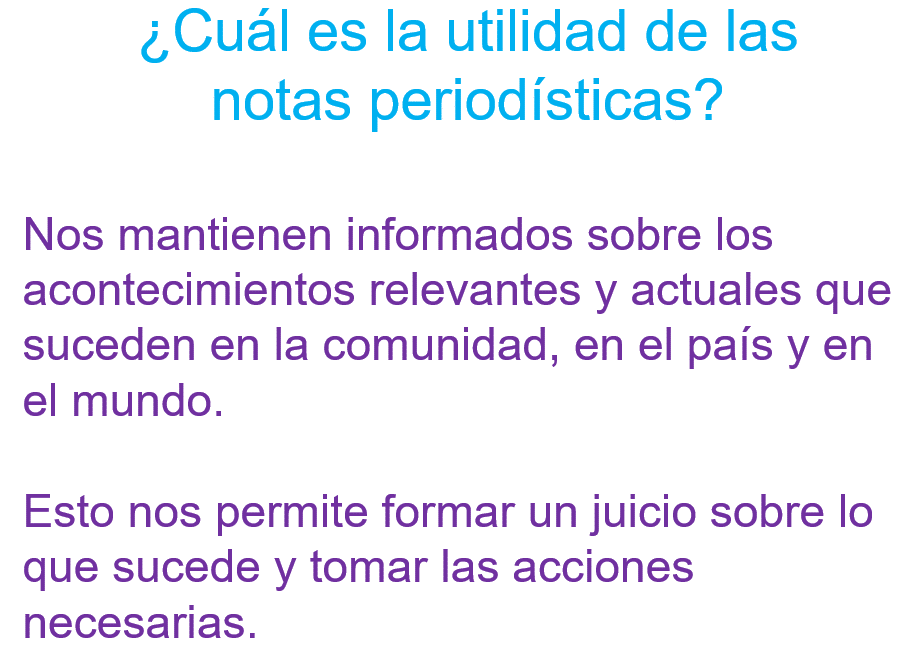 ¿Cuál es la utilidad de las
notas periodísticas?
Nos mantienen informados sobre los
acontecimientos relevantes y actuales que
suceden en la comunidad, en el país y en
el mundo.
Esto nos permite formar un juicio sobre lo
que sucede y tomar las acciones
necesarias.